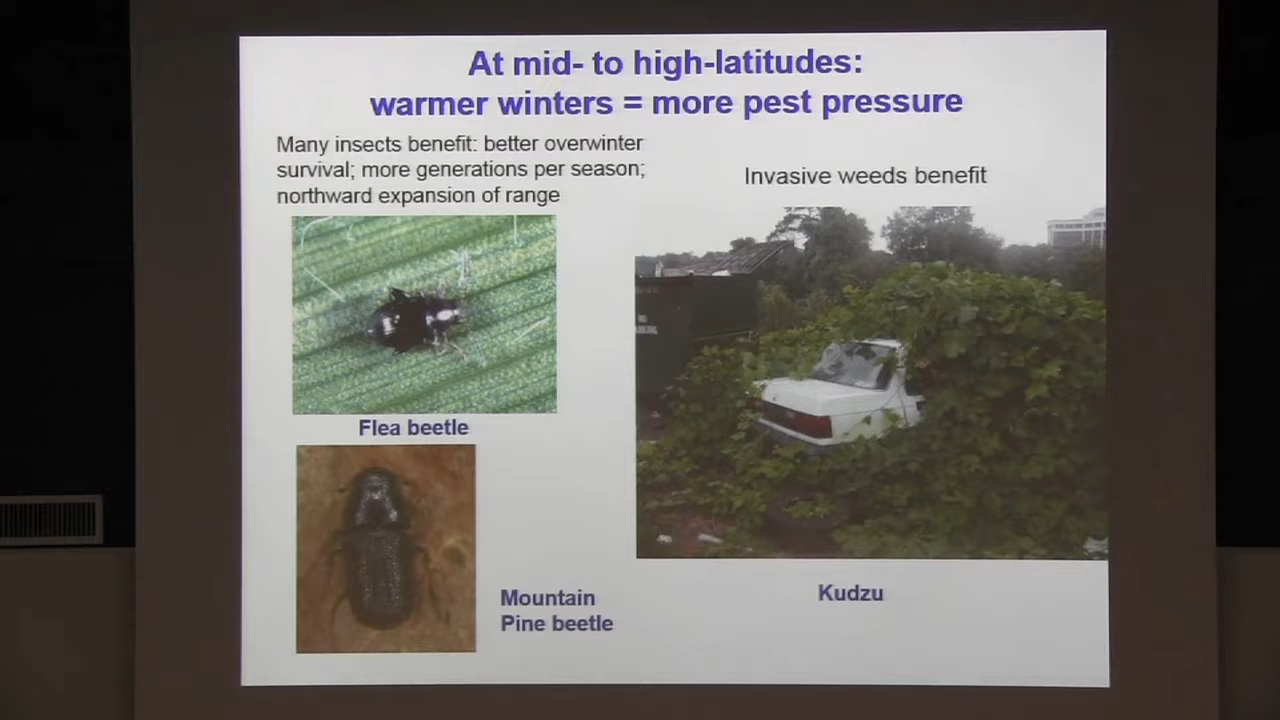 At mid- to high-latitudes:
warmer winters = more pest pressure
Many insects benefit: better overwinter
survival; more generations per season;
northward expansion of range
Invasive weeds benefit
Flea beetle
Mountain
Pine beetle
Kudzu